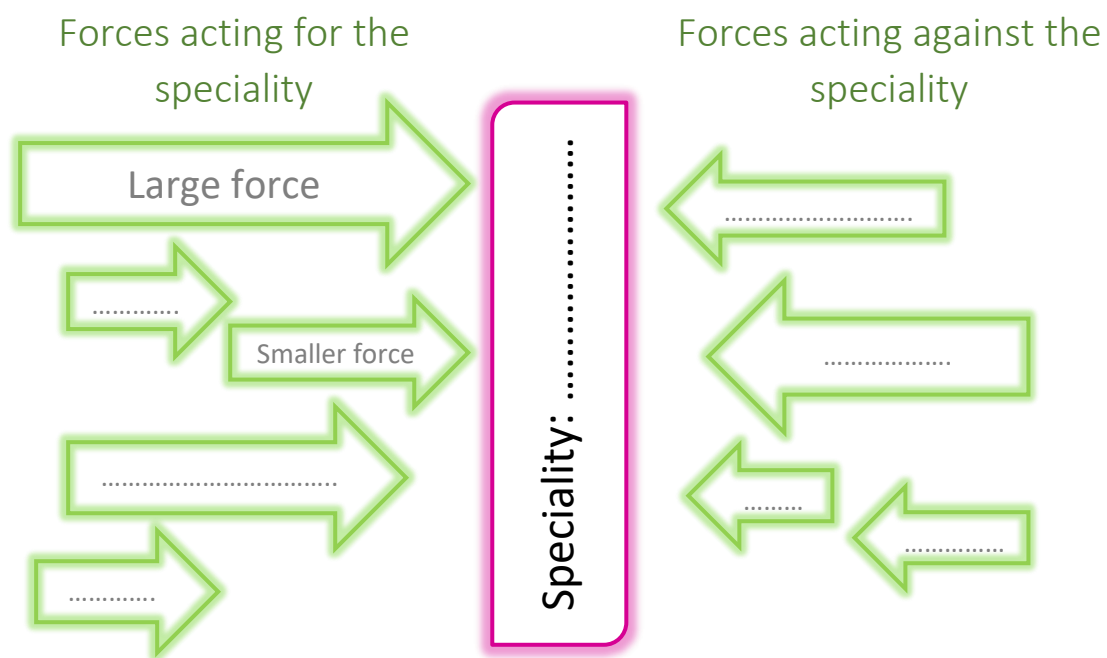 Forces acting for the
speciality
Forces acting against the
speciality
Large force
……………………….
………….
Smaller force
……………….
……………………………..
………
……………
………….
Speciality: ……………………………